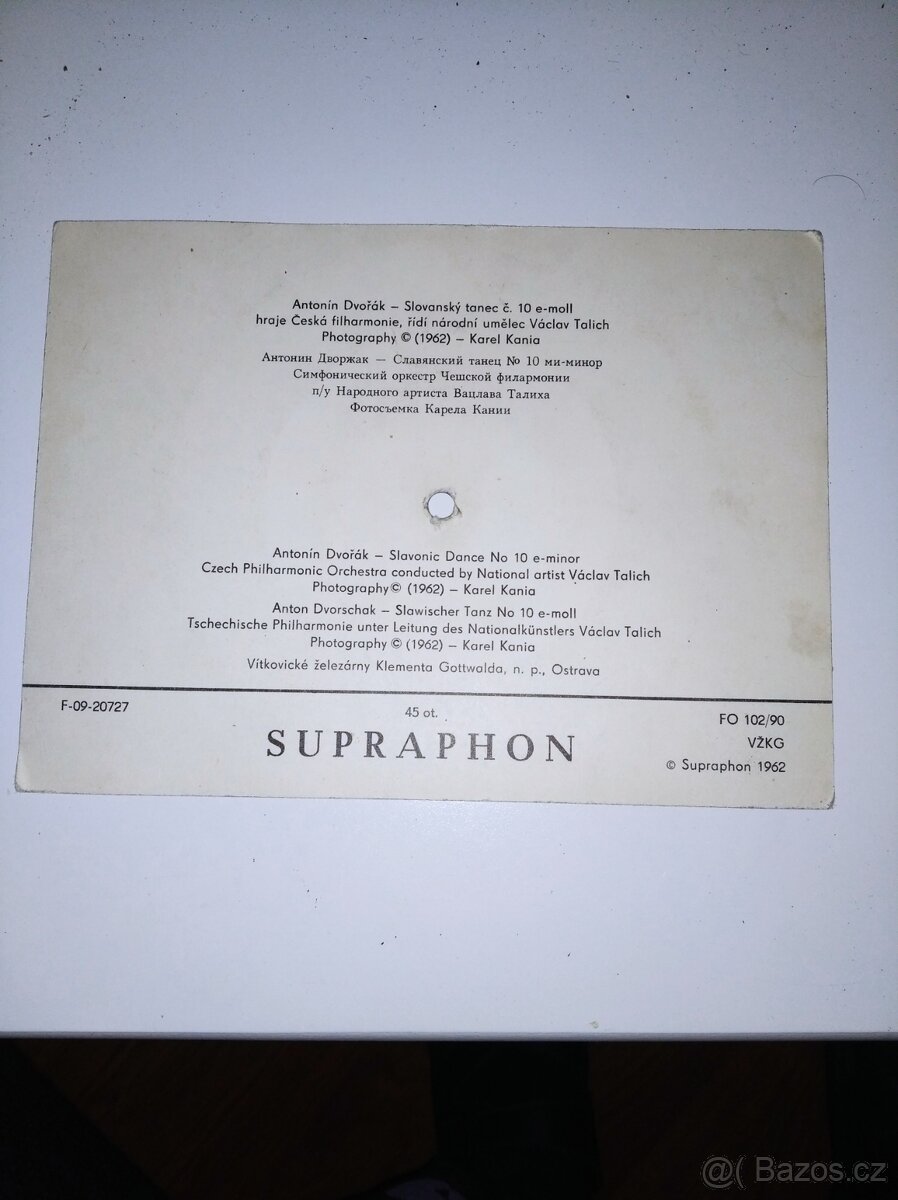 Antonín Dvořák – Slovanský tanec č. 10 e-moll
hraje Česká filharmonie, řídí národní umělec Václav Talich
Photography © (1962) – Karel Kania
Антонин Дворжак — Славянский танец № 10 ми-минор
Симфонический оркестр Чешской филармонии
п/у Народного артиста Вацлава Талиха
Фотосъемка Карела Кании
Antonín Dvořák – Slavonic Dance No 10 e-minor
Czech Philharmonic Orchestra conducted by National artist Václav Talich
Photography© (1962) – Karel Kania
Anton Dvorschak – Slawischer Tanz No 10 e-moll
Tschechische Philharmonie unter Leitung des Nationalkünstlers Václav Talich
Photography © (1962) – Karel Kania
Vítkovické železárny Klementa Gottwalda, n. p., Ostrava
F-09-20727
45 ot.
SUPRAPHON
FO 102/90
VŽKG
© Supraphon 1962
@( Bazos.cz